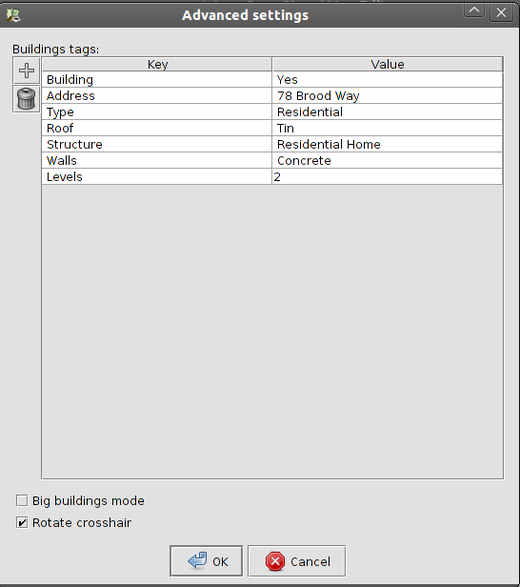 Advanced settings
Buildings tags:
Key Value
Building Yes
Address 78 Brood Way
Type Residential
Roof Tin
Structure Residential Home
Walls Concrete
Levels 2
Big buildings mode
Rotate crosshair
OK Cancel